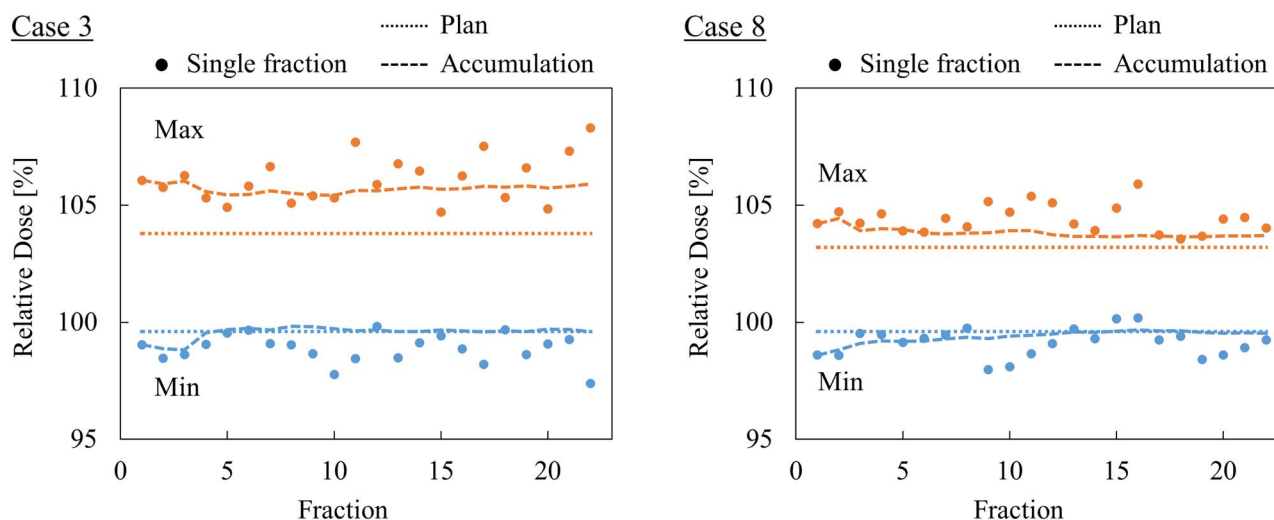 Case 3
Plan
Single fraction
Accumulation
110
105
100
95
Relative Dose [%]
Max
Min
0
5
10
15
20
Fraction
Case 8
Plan
Single fraction
Accumulation
110
105
100
95
Relative Dose [%]
Max
Min
0
5
10
15
20
Fraction